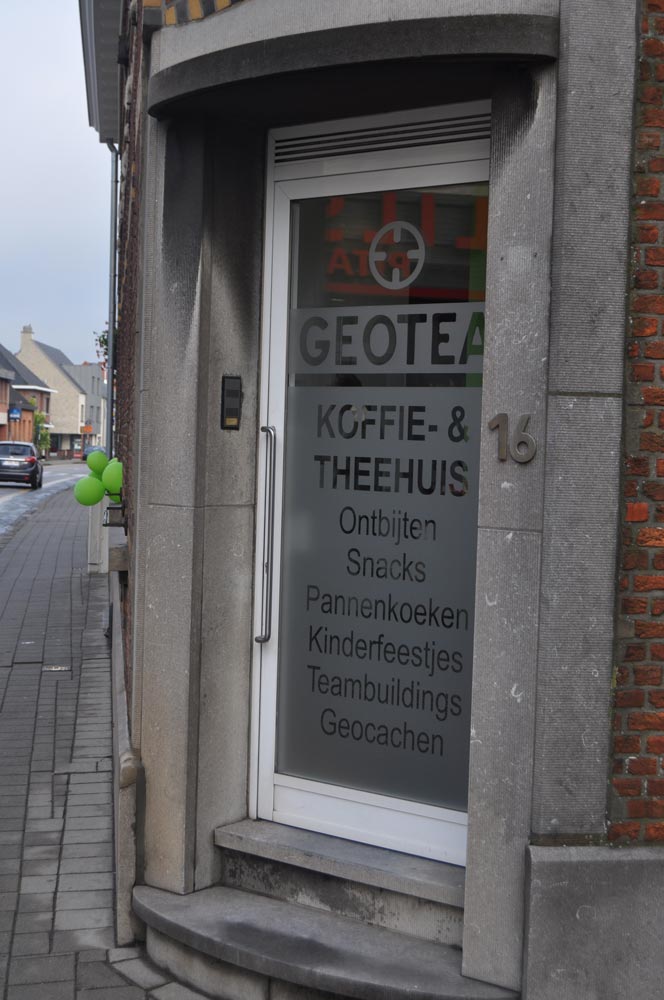 GEOTEA
KOFFIE- &
THEEHUIS
16
Ontbijten
Snacks
Pannenkoeken
Kinderfeestjes
Teambuildings
Geocachen